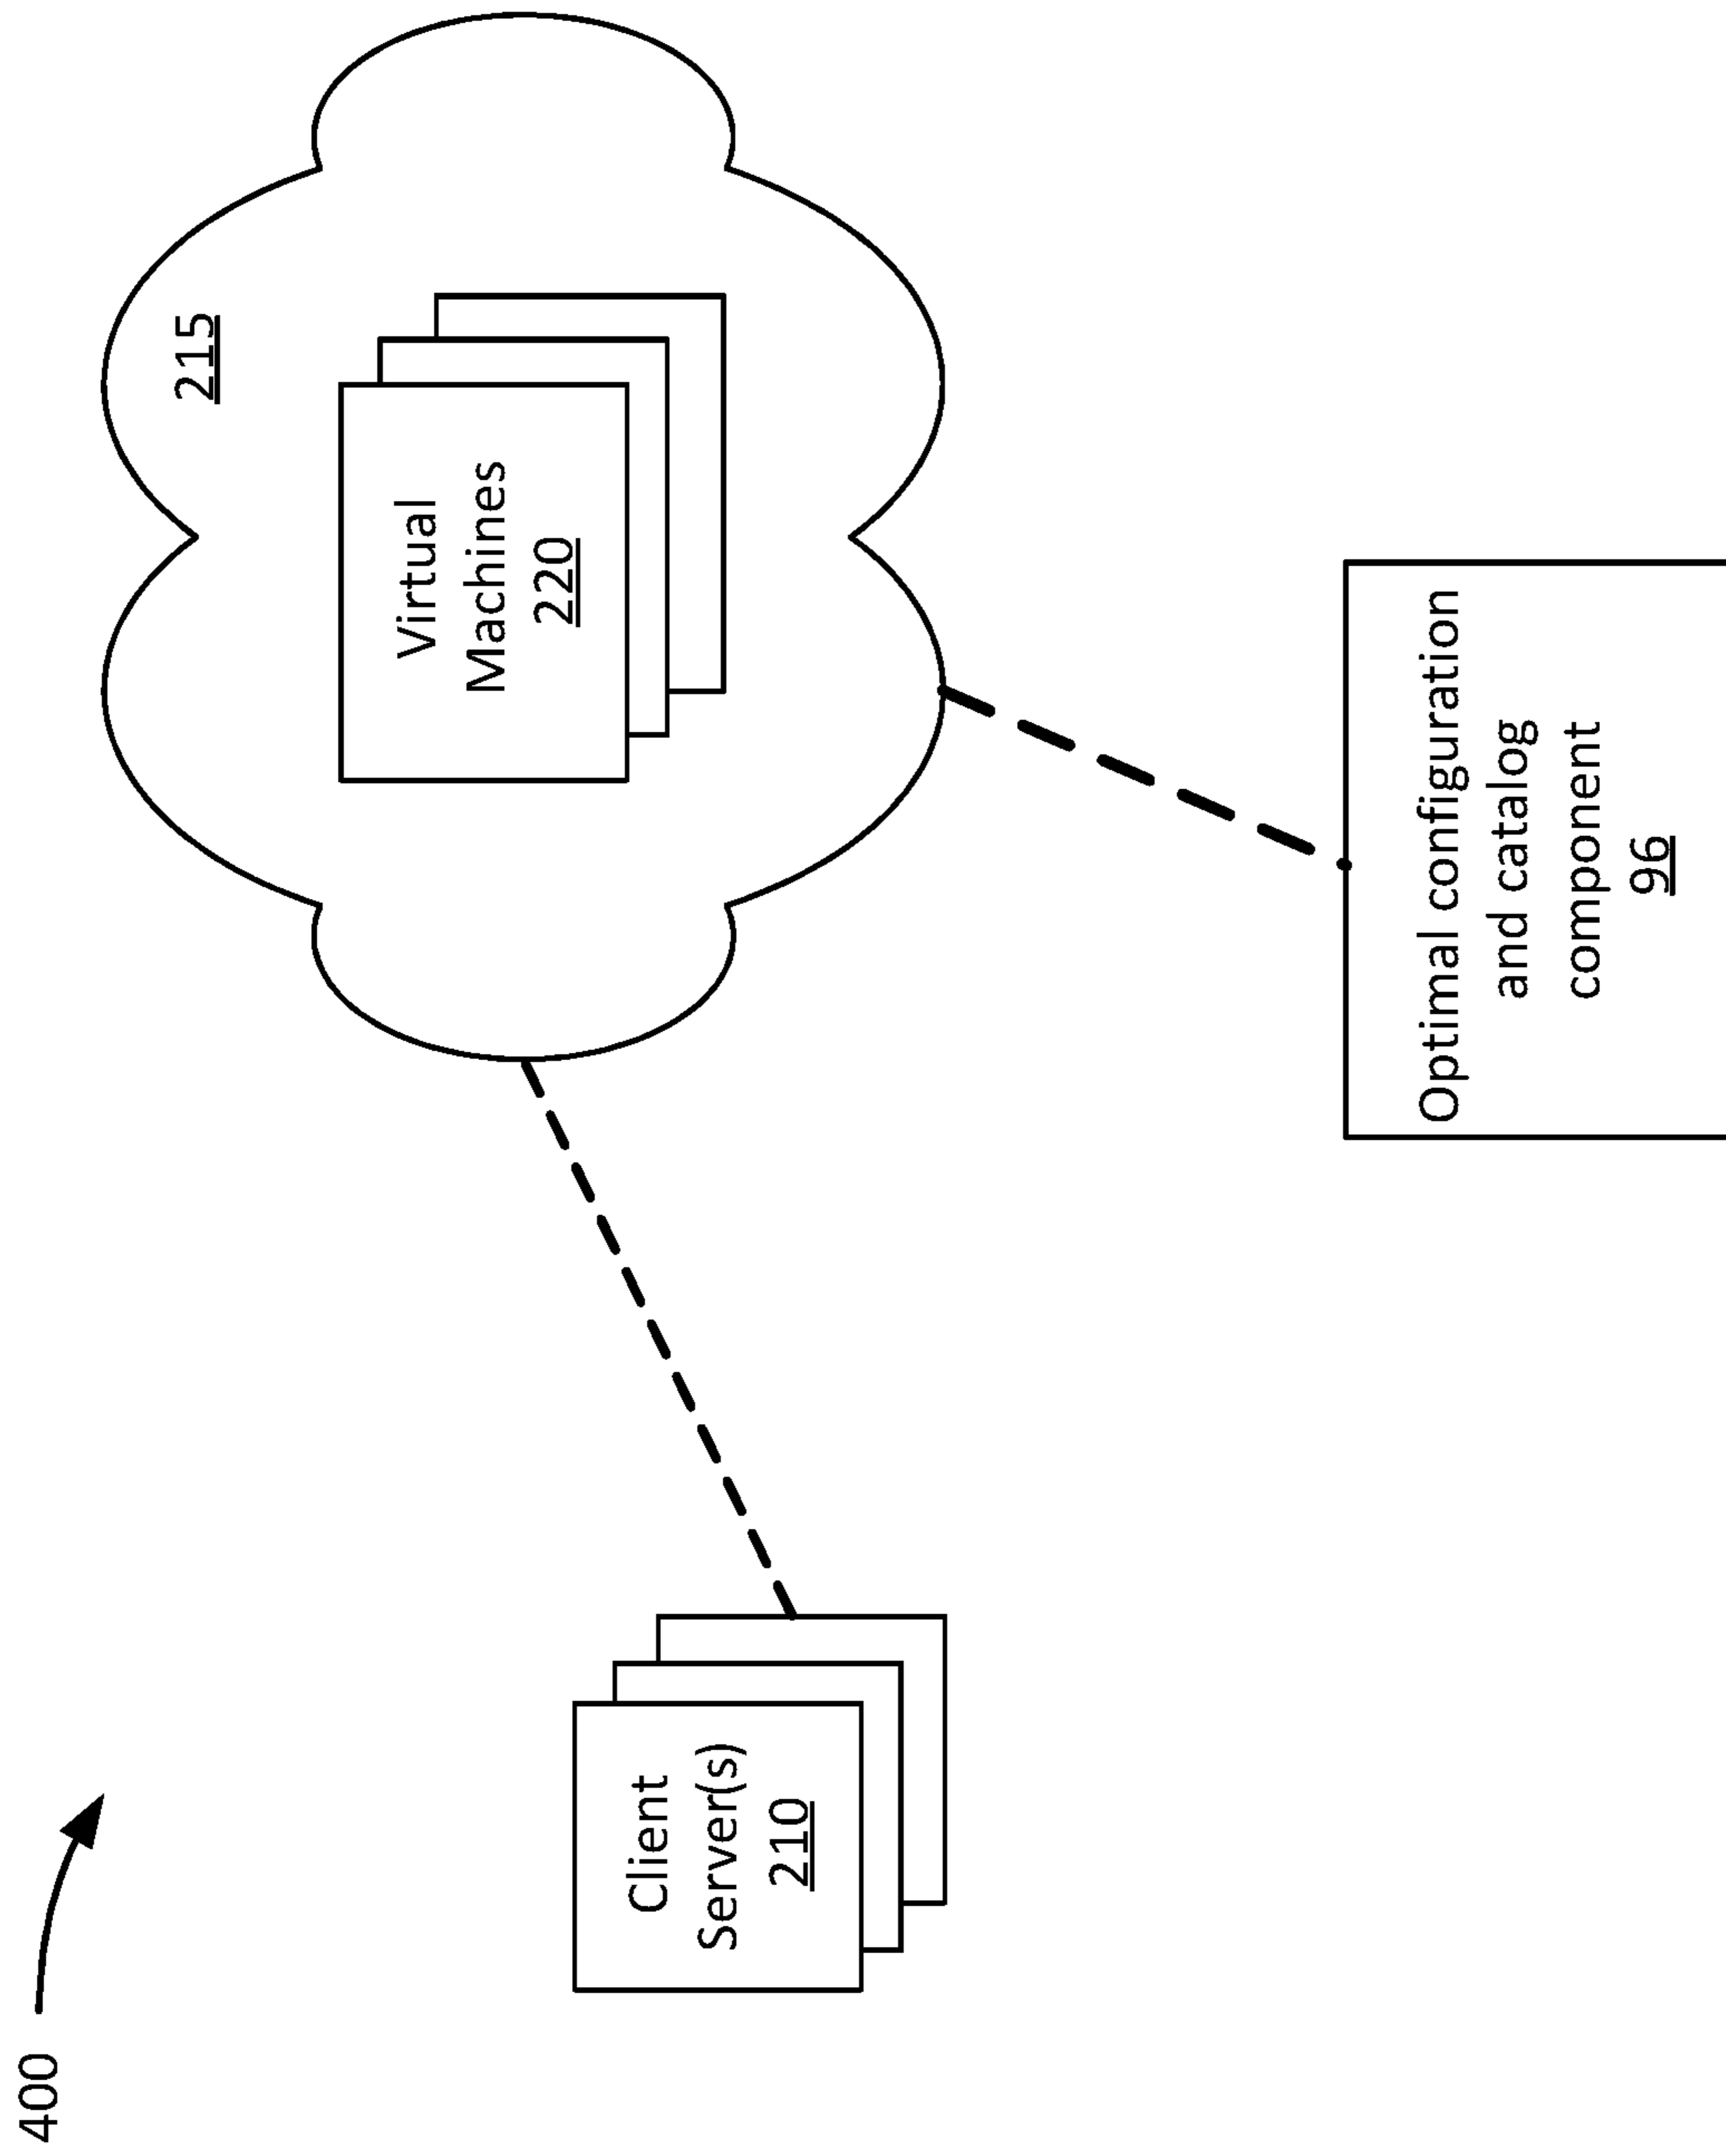 400
215
Virtual
Machines
220
Client
Server(s)
210
Optimal configuration
and catalog
component
96